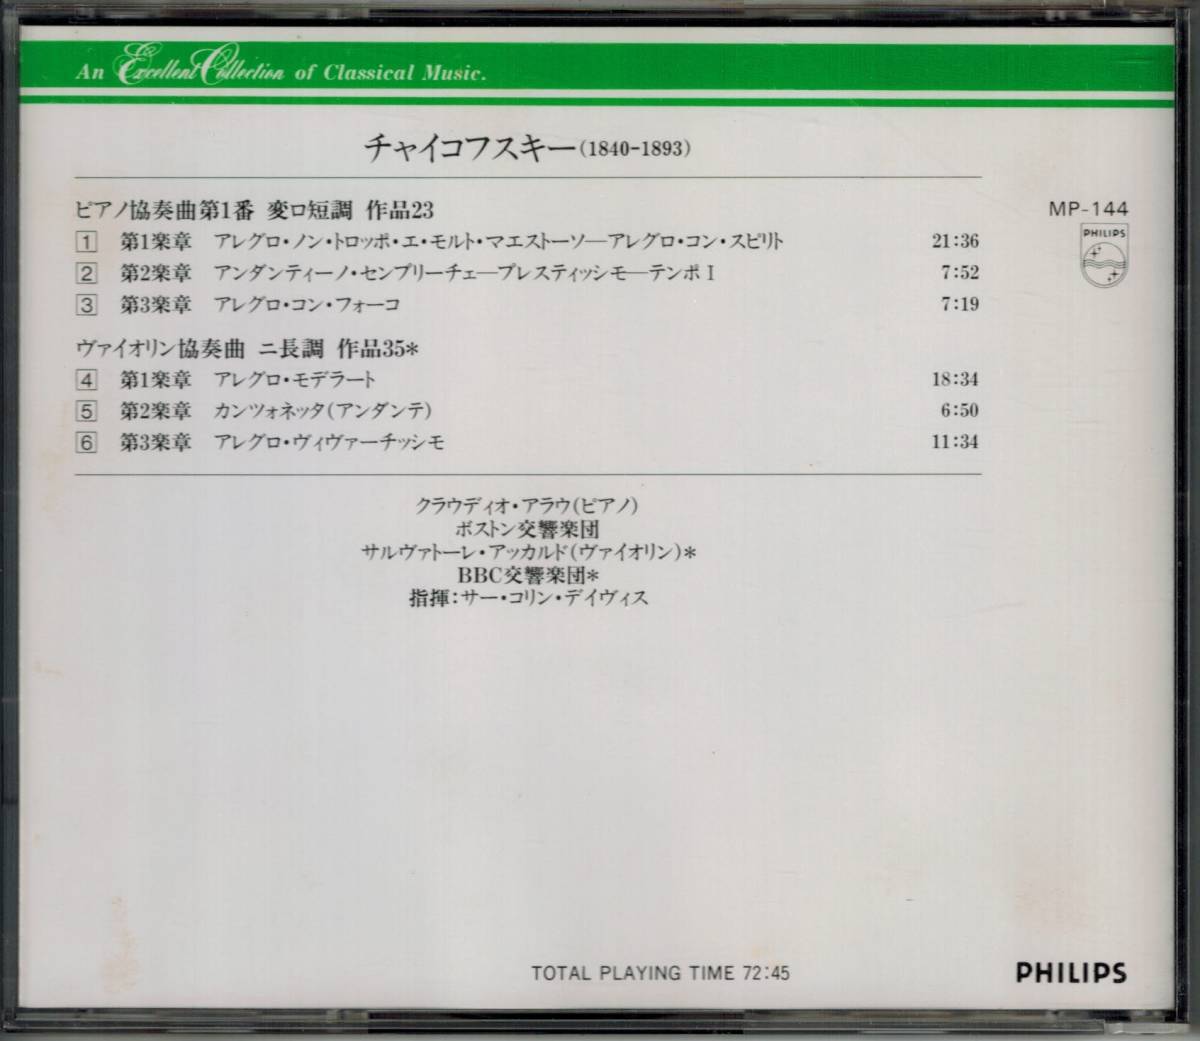 An Excellent Collection of Classical Music.
チャイコフスキー(1840-1893)
ピアノ協奏曲第1番 変ロ短調 作品23
1 第1楽章 アレグロ・ノン・トロッポ・エ・モルト・マエストーソ―アレグロ・コン・スピリト 21:36
2 第2楽章 アンダンティーノ・センプリーチェ―プレスティッシモ―テンポI 7:52
3 第3楽章 アレグロ・コン・フォーコ 7:19
ヴァイオリン協奏曲 ニ長調 作品35*
4 第1楽章 アレグロ・モデラート 18:34
5 第2楽章 カンツォネッタ(アンダンテ) 6:50
6 第3楽章 アレグロ・ヴィヴァーチッシモ 11:34
クラウディオ・アラウ(ピアノ)
ボストン交響楽団
サルヴァトーレ・アッカルド(ヴァイオリン)*
BBC交響楽団*
指揮:サー・コリン・デイヴィス
MP-144
PHILIPS
TOTAL PLAYING TIME 72:45
PHILIPS